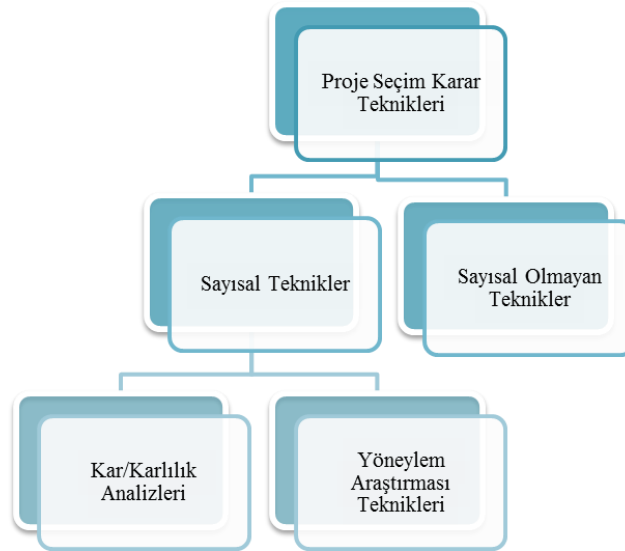 Proje Seçim Karar
Teknikleri
Sayısal Teknikler
Sayısal Olmayan
Teknikler
Kar/Karlılık
Analizleri
Yöneylem
Araştırması
Teknikleri